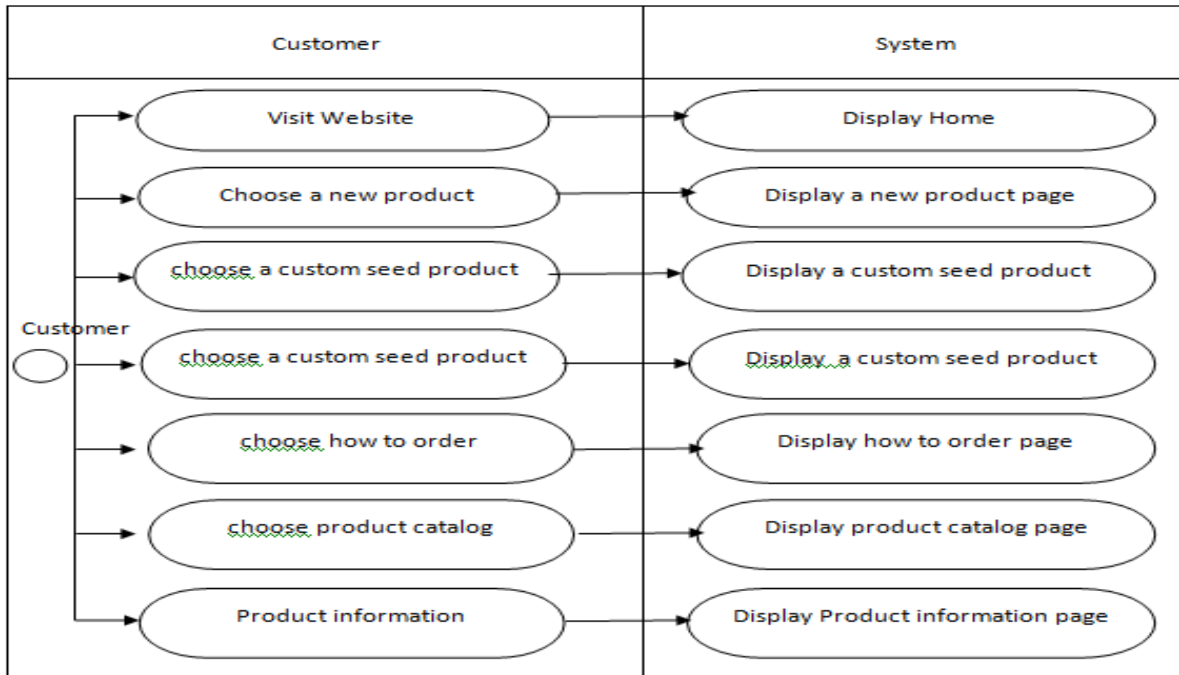 Customer
System
Visit Website
Display Home
Choose a new product
Display a new product page
choose a custom seed product
Display a custom seed product
Customer
choose a custom seed product
Display a custom seed product
choose how to order
Display how to order page
choose product catalog
Display product catalog page
Product information
Display Product information page